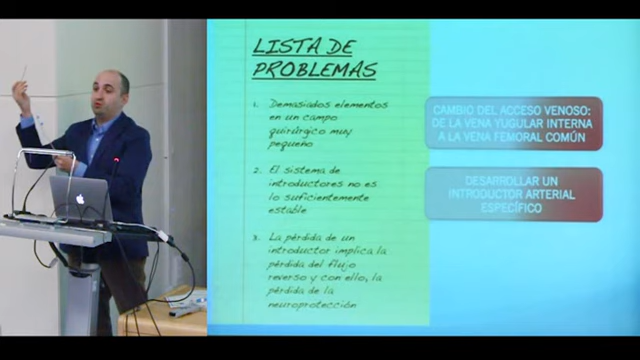 LISTA DE
PROBLEMAS
1. Demasiados elementos
en un campo
quirúrgico muy
pequeño
2. El sistema de
introductores no es
lo suficientemente
estable
3. La pérdida de un
introductor implica la
pérdida del flujo
reverso y con ello, la
pérdida de la
neuroprotección
CAMBIO DEL ACCESO VENOSO:
DE LA VENA YUGULAR INTERNA
A LA VENA FEMORAL COMÚN
DESARROLLAR UN
INTRODUCTOR ARTERIAL
ESPECÍFICO